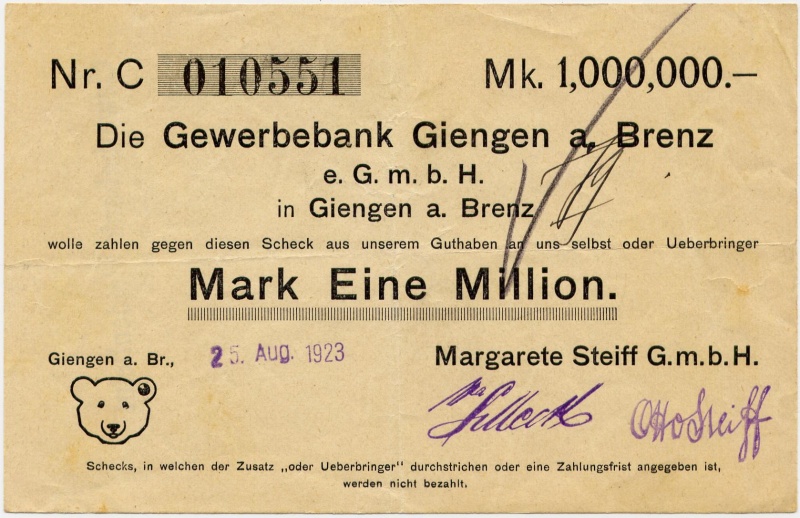 Nr. C 010551 Mk. 1,000,000.—
Die Gewerbebank Giengen a. Brenz
e. G. m. b. H.
in Giengen a. Brenz
wolle zahlen gegen diesen Scheck aus unserem Guthaben an uns selbst oder Ueberbringer
Mark Eine Million.
Giengen a. Br., 25. Aug. 1923 Margarete Steiff G.m.b.H.
Otto Steiff
Schecks, in welchen der Zusatz „oder Ueberbringer" durchstrichen oder eine Zahlungsfrist angegeben ist,
werden nicht bezahlt.